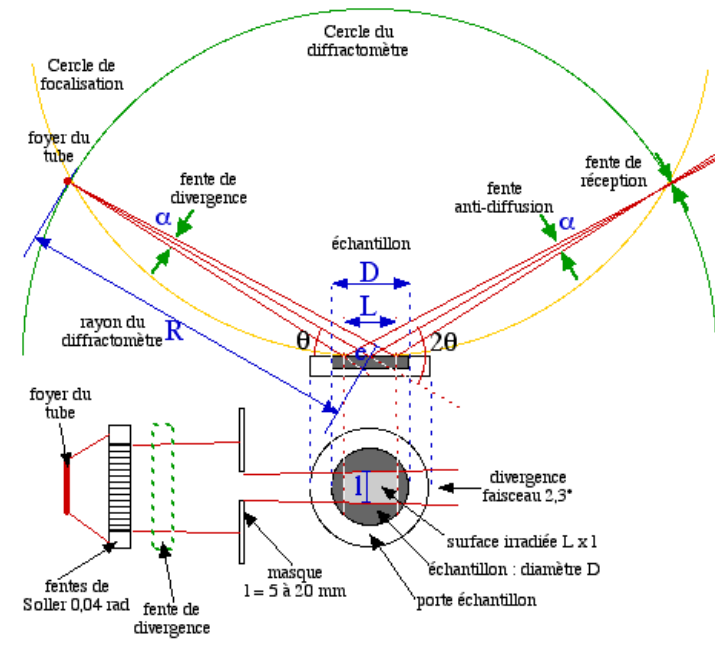 Cercle du
diffractomètre
Cercle de
focalisation
foyer du
tube
fente de
divergence
α
fente
anti-diffusion
α
fente de
réception
échantillon
D
L
rayon du
diffractomètre
R
θ
e
2θ
foyer du
tube
l
divergence
faisceau 2,3°
surface irradiée L x l
échantillon : diamètre D
porte échantillon
masque
l = 5 à 20 mm
fentes de
Soller 0,04 rad
fente de
divergence